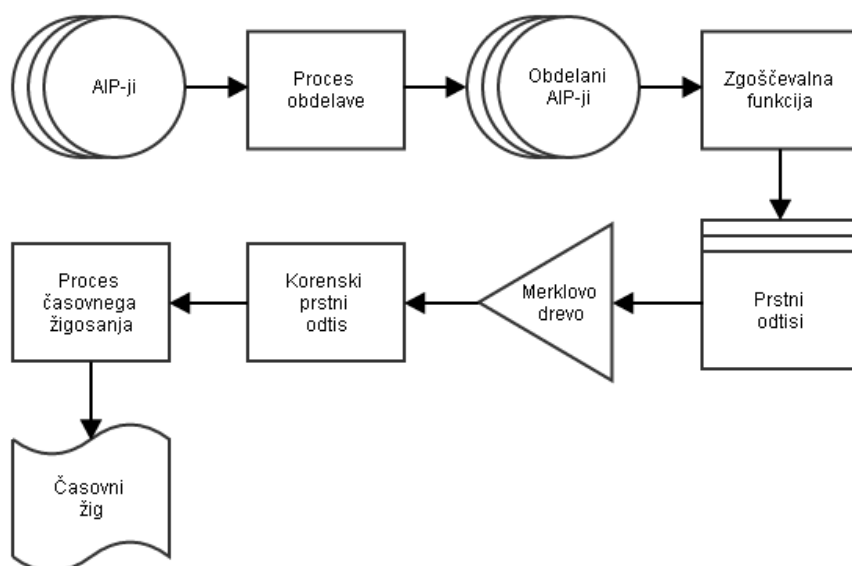 AIP-ji
Proces
obdelave
Obdelani
AIP-ji
Zgoščevalna
funkcija
Prstni
odtisi
Merklovo
drevo
Korenski
prstni
odtis
Proces
časovnega
žigosanja
Časovni
žig